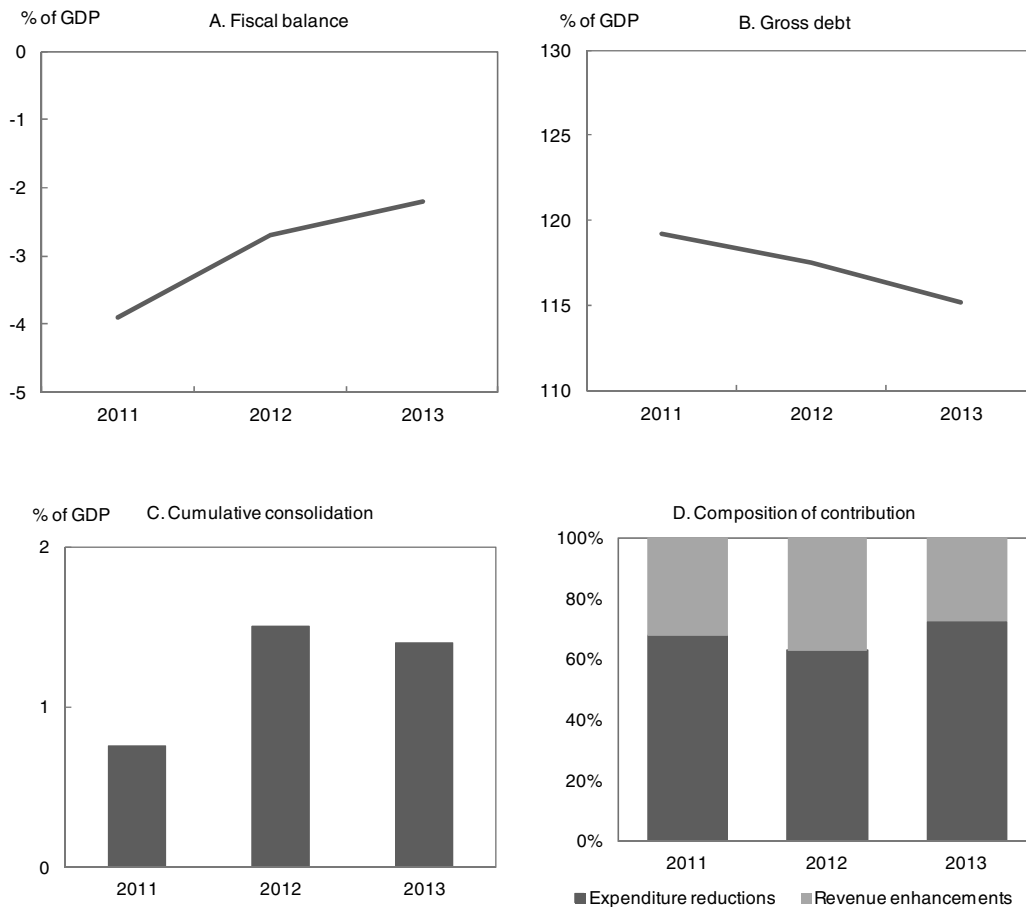 % of GDP
A. Fiscal balance
0
-1
-2
-3
-4
-5
2011 2012 2013
% of GDP
B. Gross debt
130
125
120
115
110
2011 2012 2013
% of GDP
C. Cumulative consolidation
2
1
0
2011 2012 2013
D. Composition of contribution
100%
80%
60%
40%
20%
0%
2011 2012 2013
Expenditure reductions Revenue enhancements